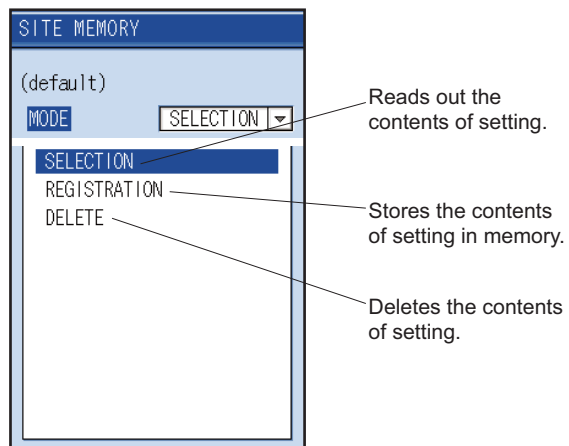 SITE MEMORY
(default)
MODE SELECTION
SELECTION
REGISTRATION
DELETE
Reads out the
contents of setting.
Stores the contents
of setting in memory.
Deletes the contents
of setting.